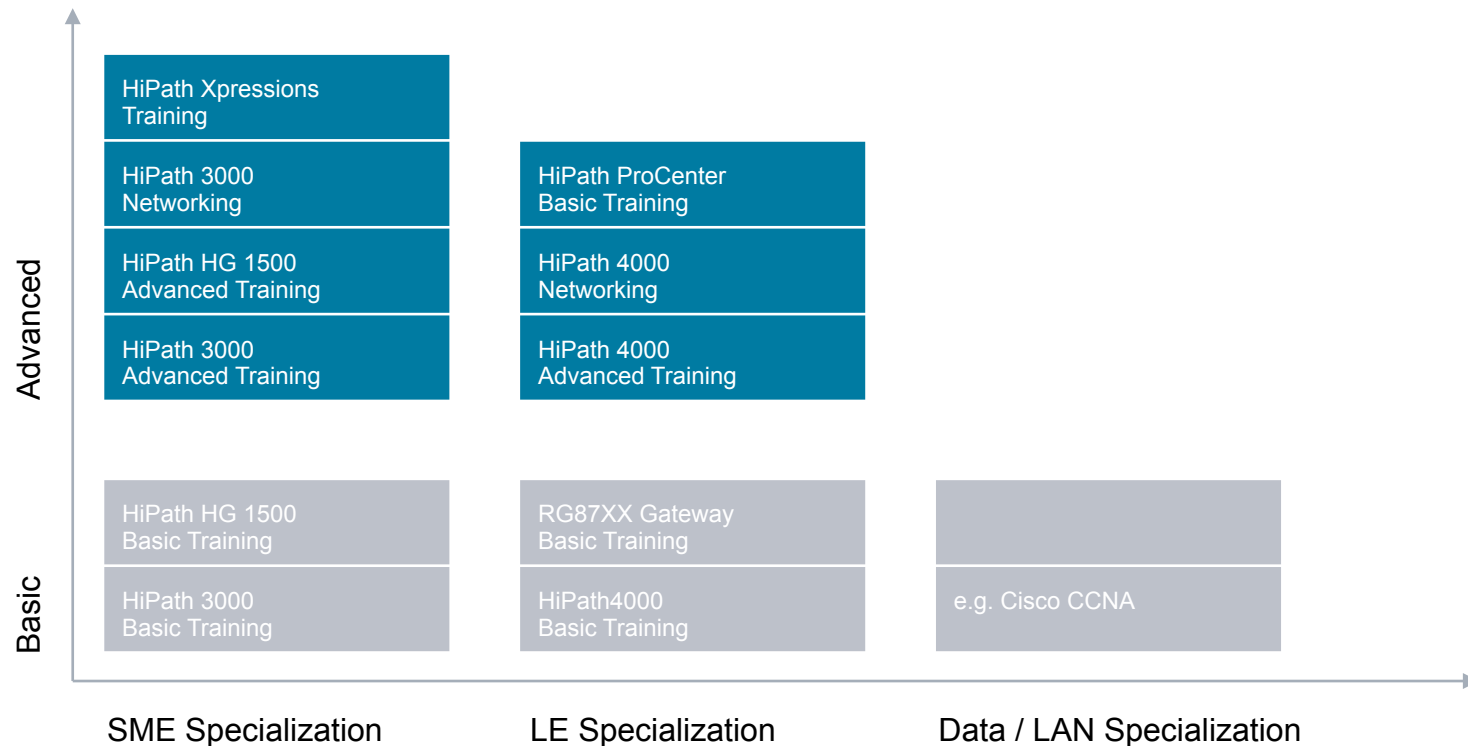 HiPath Xpressions
Training
HiPath 3000
Networking
HiPath HG 1500
Advanced Training
HiPath 3000
Advanced Training
HiPath ProCenter
Basic Training
HiPath 4000
Networking
HiPath 4000
Advanced Training
Advanced
HiPath HG 1500
Basic Training
HiPath 3000
Basic Training
RG87XX Gateway
Basic Training
HiPath4000
Basic Training
e.g. Cisco CCNA
Basic
SME Specialization
LE Specialization
Data / LAN Specialization